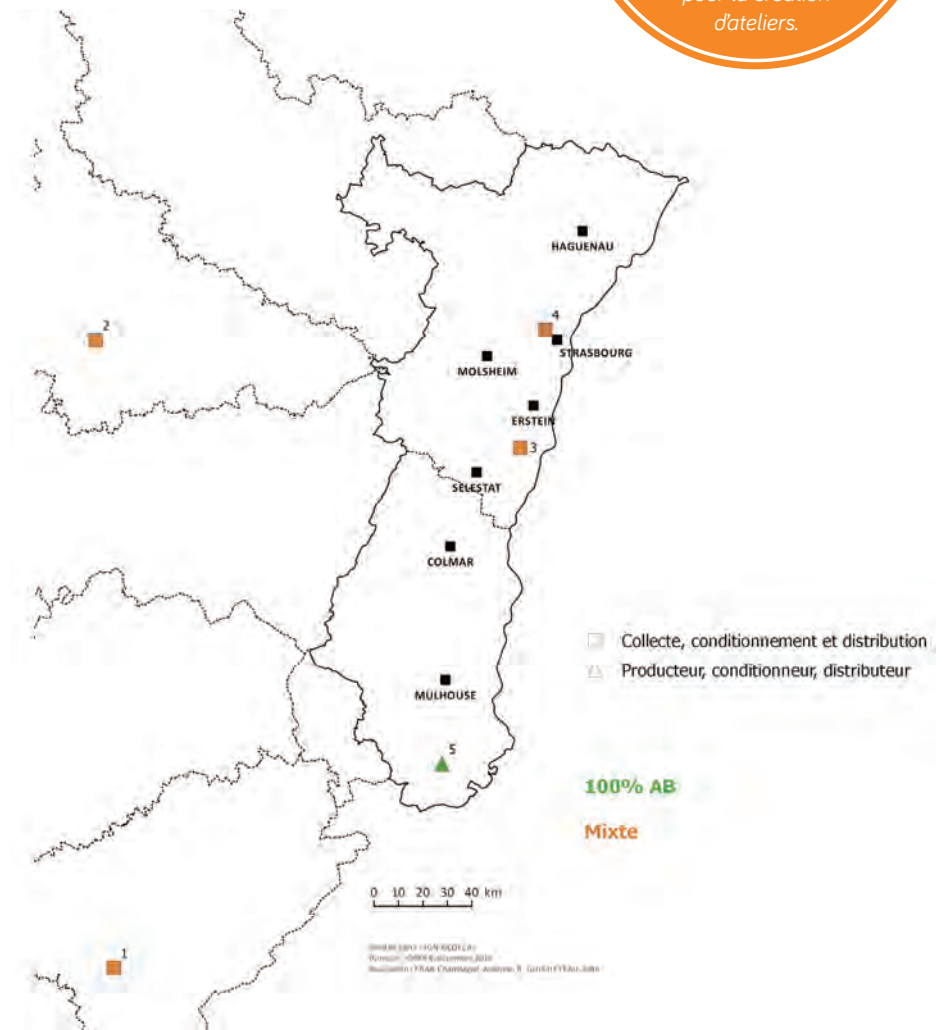 d'ateliers.
HAGUENAU
4
2
STRASBOURG
MOLSHEIM
ERSTEIN
3
SELESTAT
COLMAR
Collecte, conditionnement et distribution
Producteur, conditionneur, distributeur
MULHOUSE
5
100% AB
Mixte
0 10 20 30 40 km
1